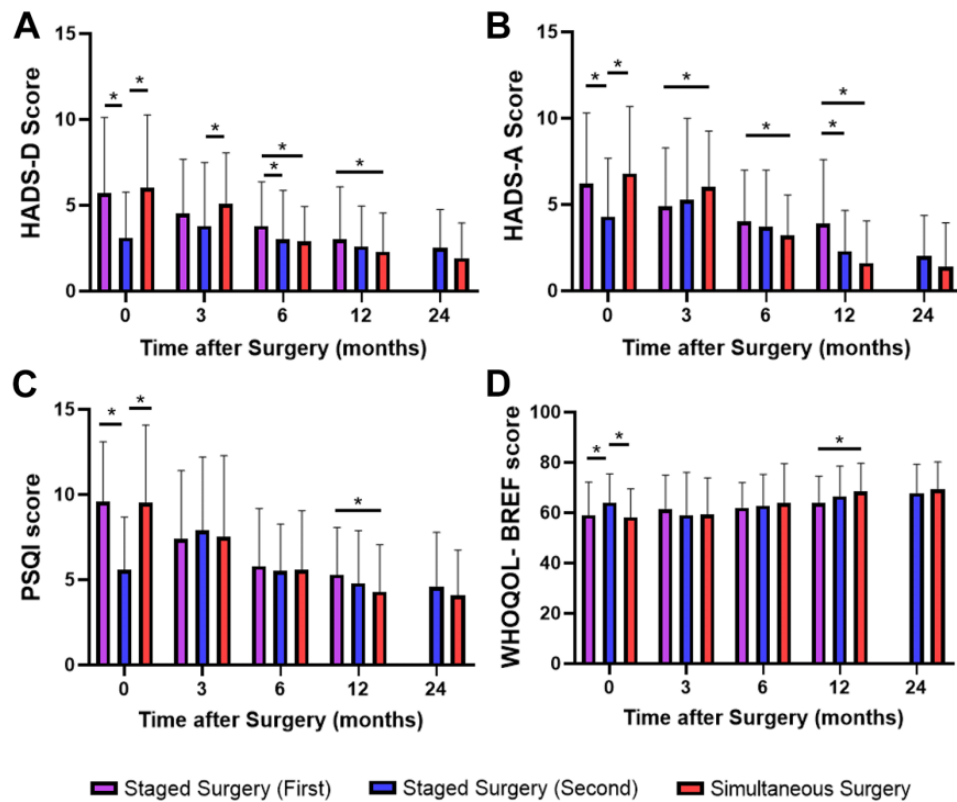 A
HADS-D Score
15
10
5
0
* * * * * *
0 3 6 12 24
Time after Surgery (months)
B
HADS-A Score
15
10
5
0
* * * * * *
0 3 6 12 24
Time after Surgery (months)
C
PSQI score
15
10
5
0
* * *
0 3 6 12 24
Time after Surgery (months)
D
WHOQOL- BREF score
100
80
60
40
20
0
* * *
0 3 6 12 24
Time after Surgery (months)
Staged Surgery (First) Staged Surgery (Second) Simultaneous Surgery